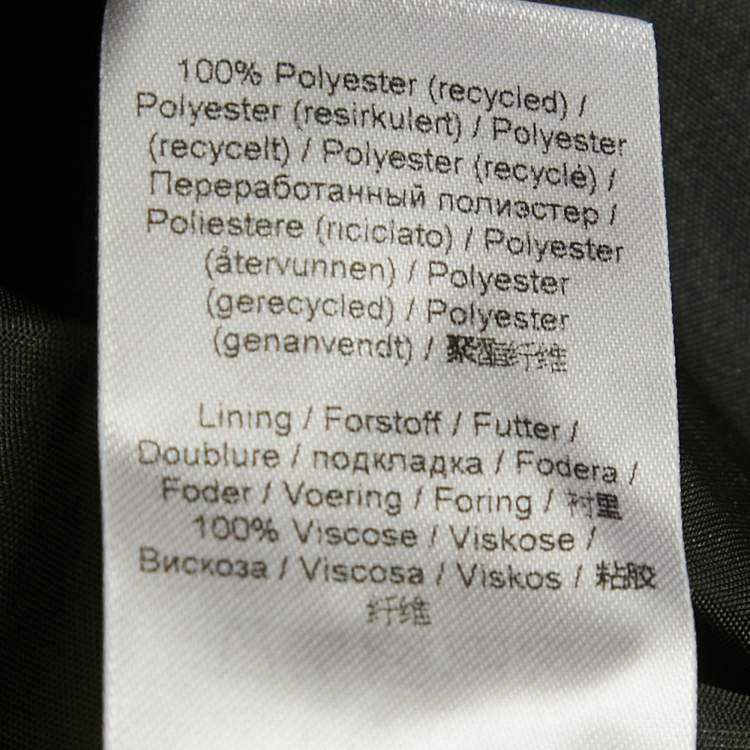 100% Polyester (recycled) /
Polyester (resirkulert) / Polyester
(recycelt) / Polyester (recyclé) /
Переработанный полиэстер /
Poliestere (riciclato) / Polyester
(återvunnen) / Polyester
(gerecycled) / Polyester
(genanvendt) / 聚酯纤维
Lining / Forstoff / Futter /
Doublure / подкладка / Fodera /
Foder / Voering / Foring / 衬里
100% Viscose / Viskose /
Вискоза / Viscosa / Viskos / 粘胶
纤维